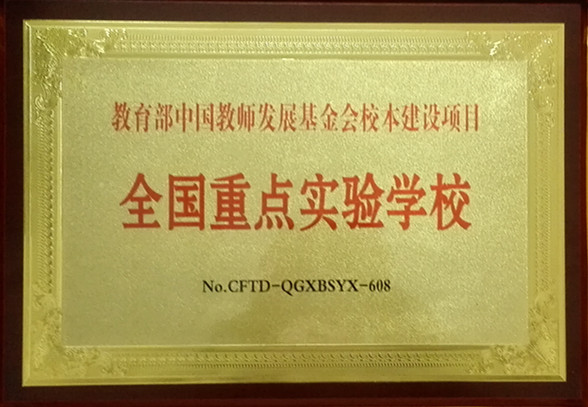 教育部中国教师发展基金会校本建设项目
全国重点实验学校
No.CFTD-QGXBSYX-608